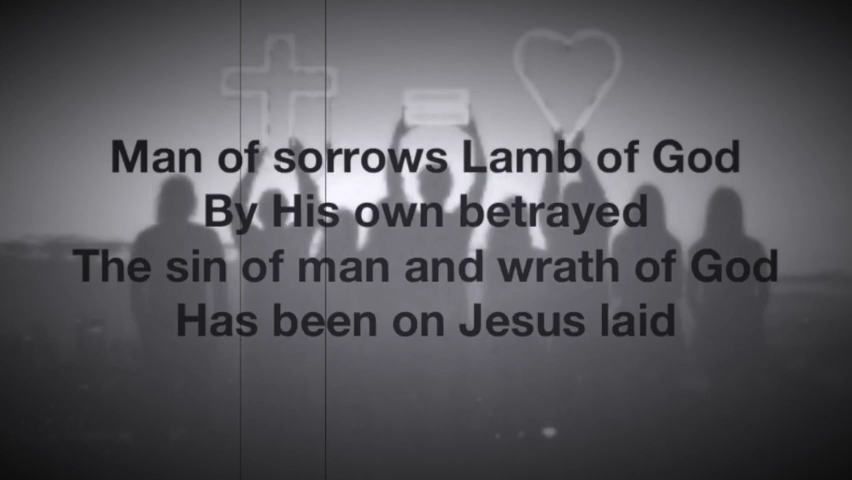 Man of sorrows Lamb of God
By His own betrayed
The sin of man and wrath of God
Has been on Jesus laid